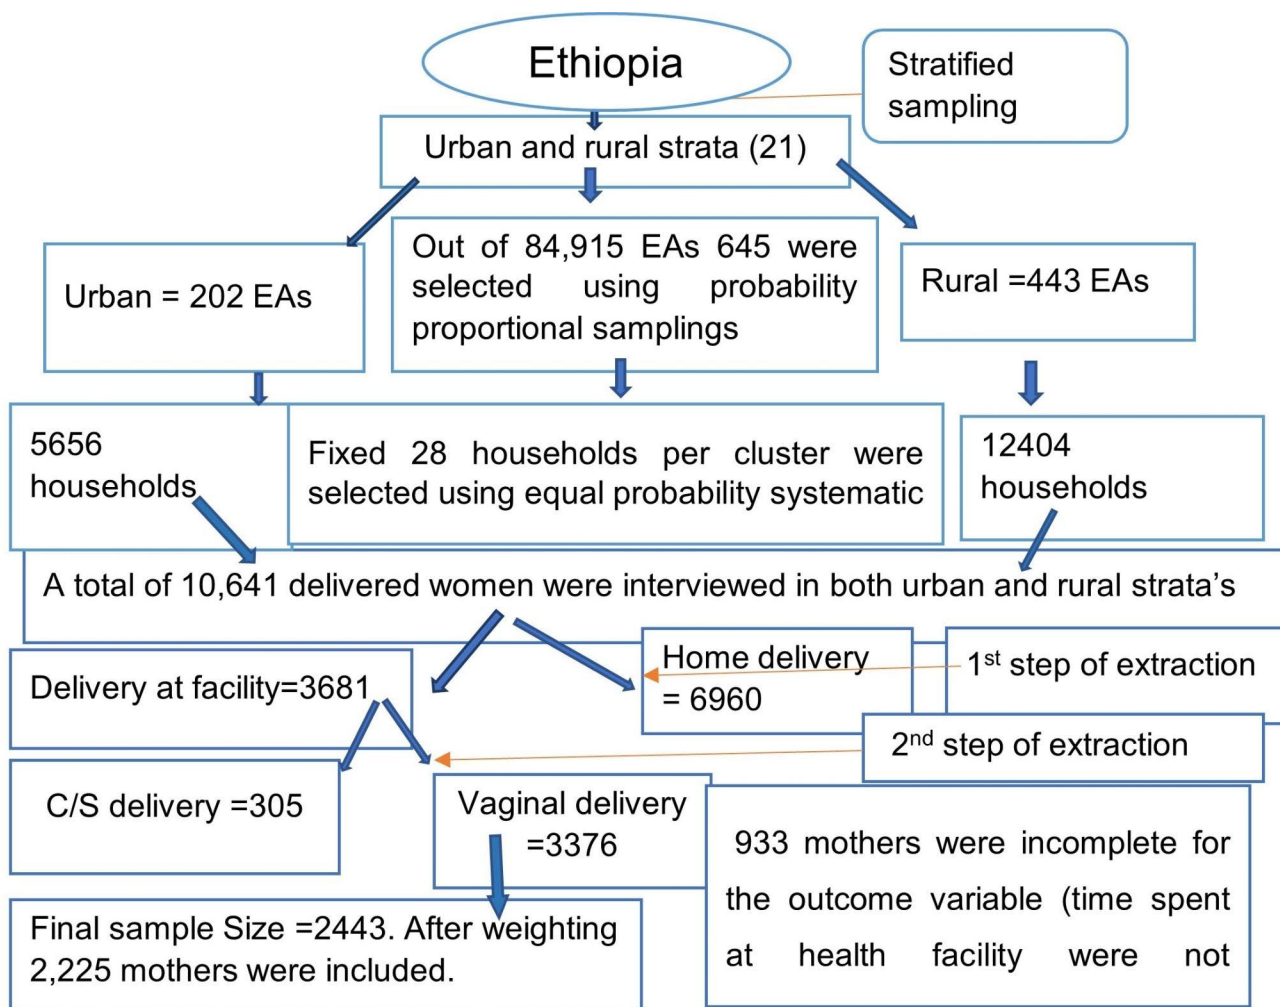 Ethiopia
Stratified
sampling
Urban and rural strata (21)
Urban = 202 EAs
Out of 84,915 EAs 645 were
selected using probability
proportional samplings
Rural =443 EAs
5656
households
Fixed 28 households per cluster were
selected using equal probability systematic
12404
households
A total of 10,641 delivered women were interviewed in both urban and rural strata’s
Delivery at facility=3681
Home delivery
= 6960
1st step of extraction
2nd step of extraction
C/S delivery =305
Vaginal delivery
=3376
933 mothers were incomplete for
the outcome variable (time spent
at health facility were not
Final sample Size =2443. After weighting
2,225 mothers were included.